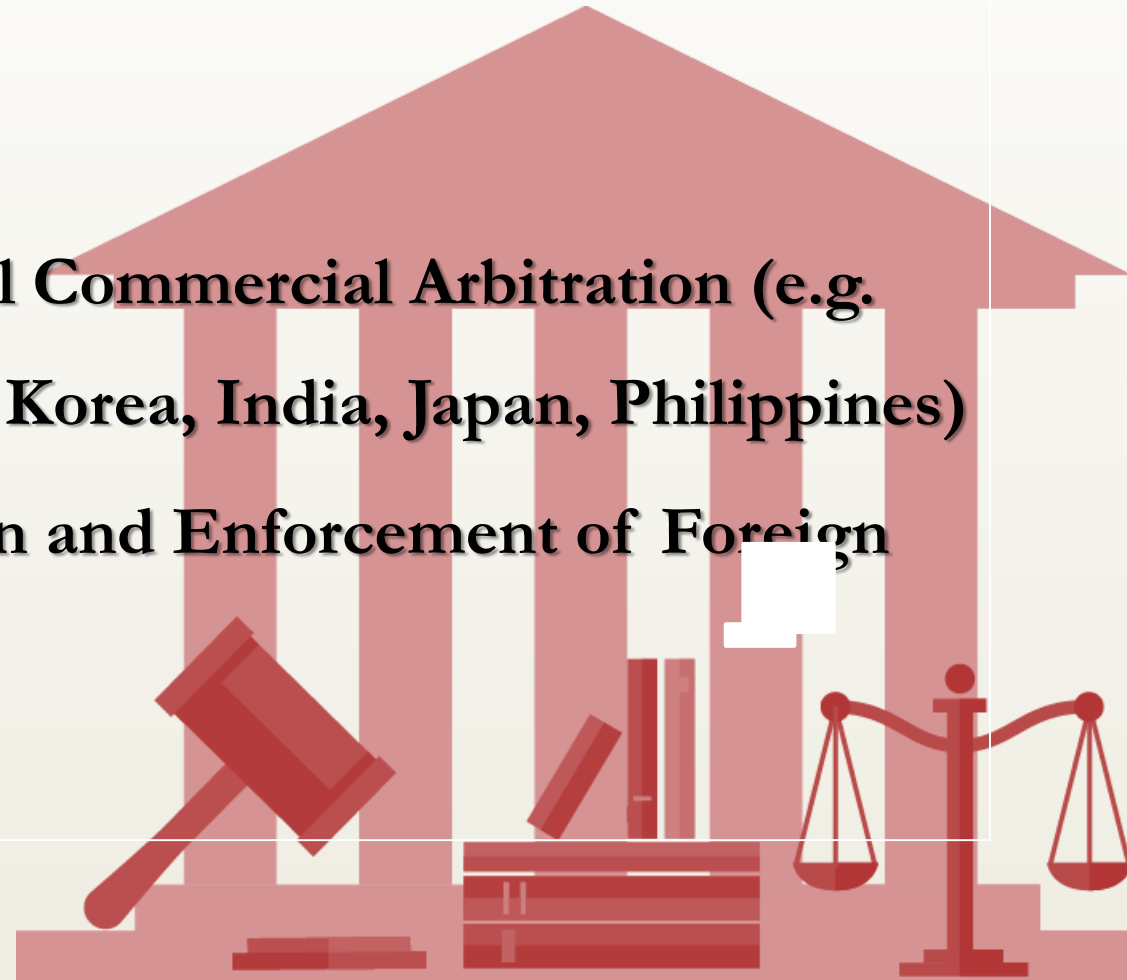 l Commercial Arbitration (e.g.
Korea, India, Japan, Philippines)
n and Enforcement of Foreign